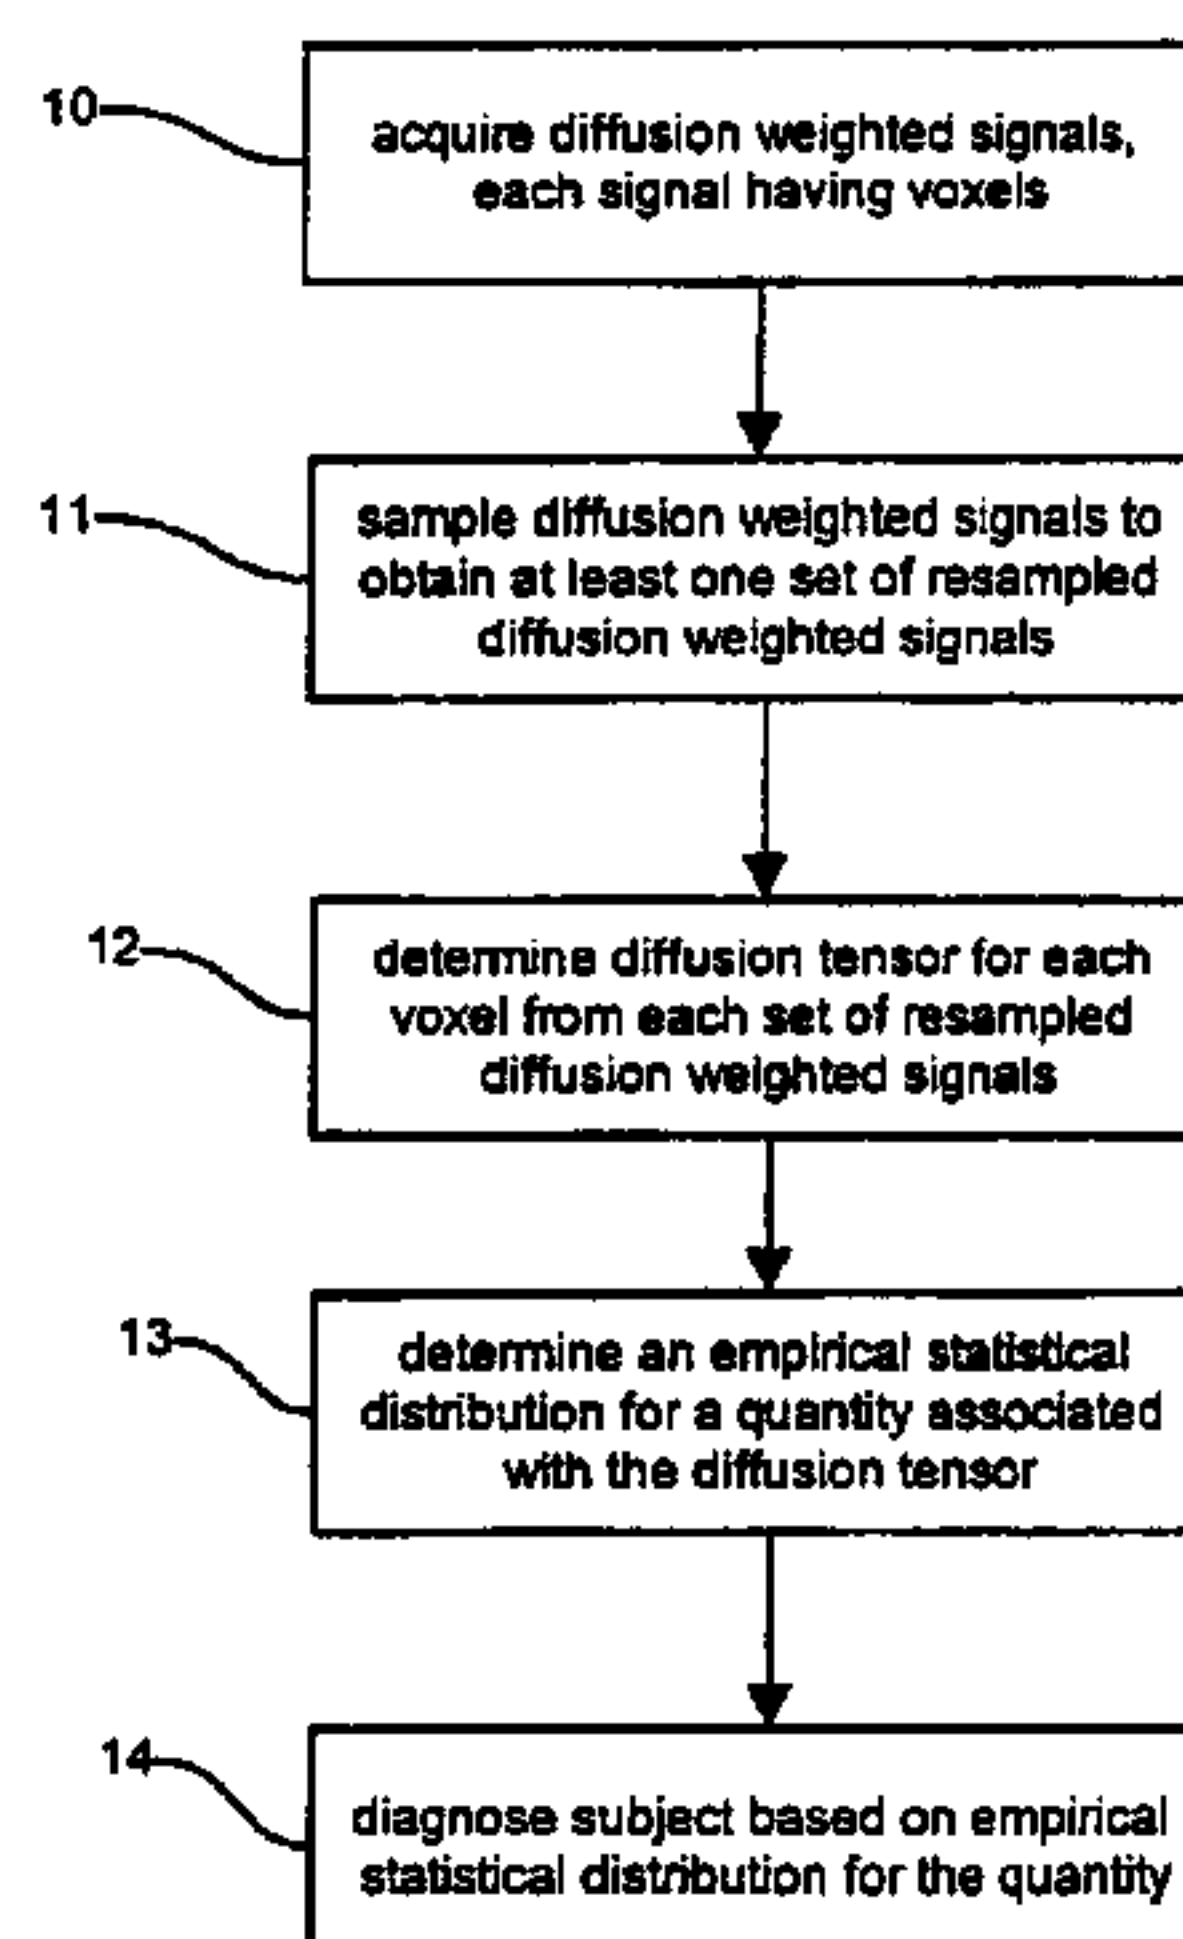 10
acquire diffusion weighted signals,
each signal having voxels
11
sample diffusion weighted signals to
obtain at least one set of resampled
diffusion weighted signals
12
determine diffusion tensor for each
voxel from each set of resampled
diffusion weighted signals
13
determine an empirical statistical
distribution for a quantity associated
with the diffusion tensor
14
diagnose subject based on empirical
statistical distribution for the quantity